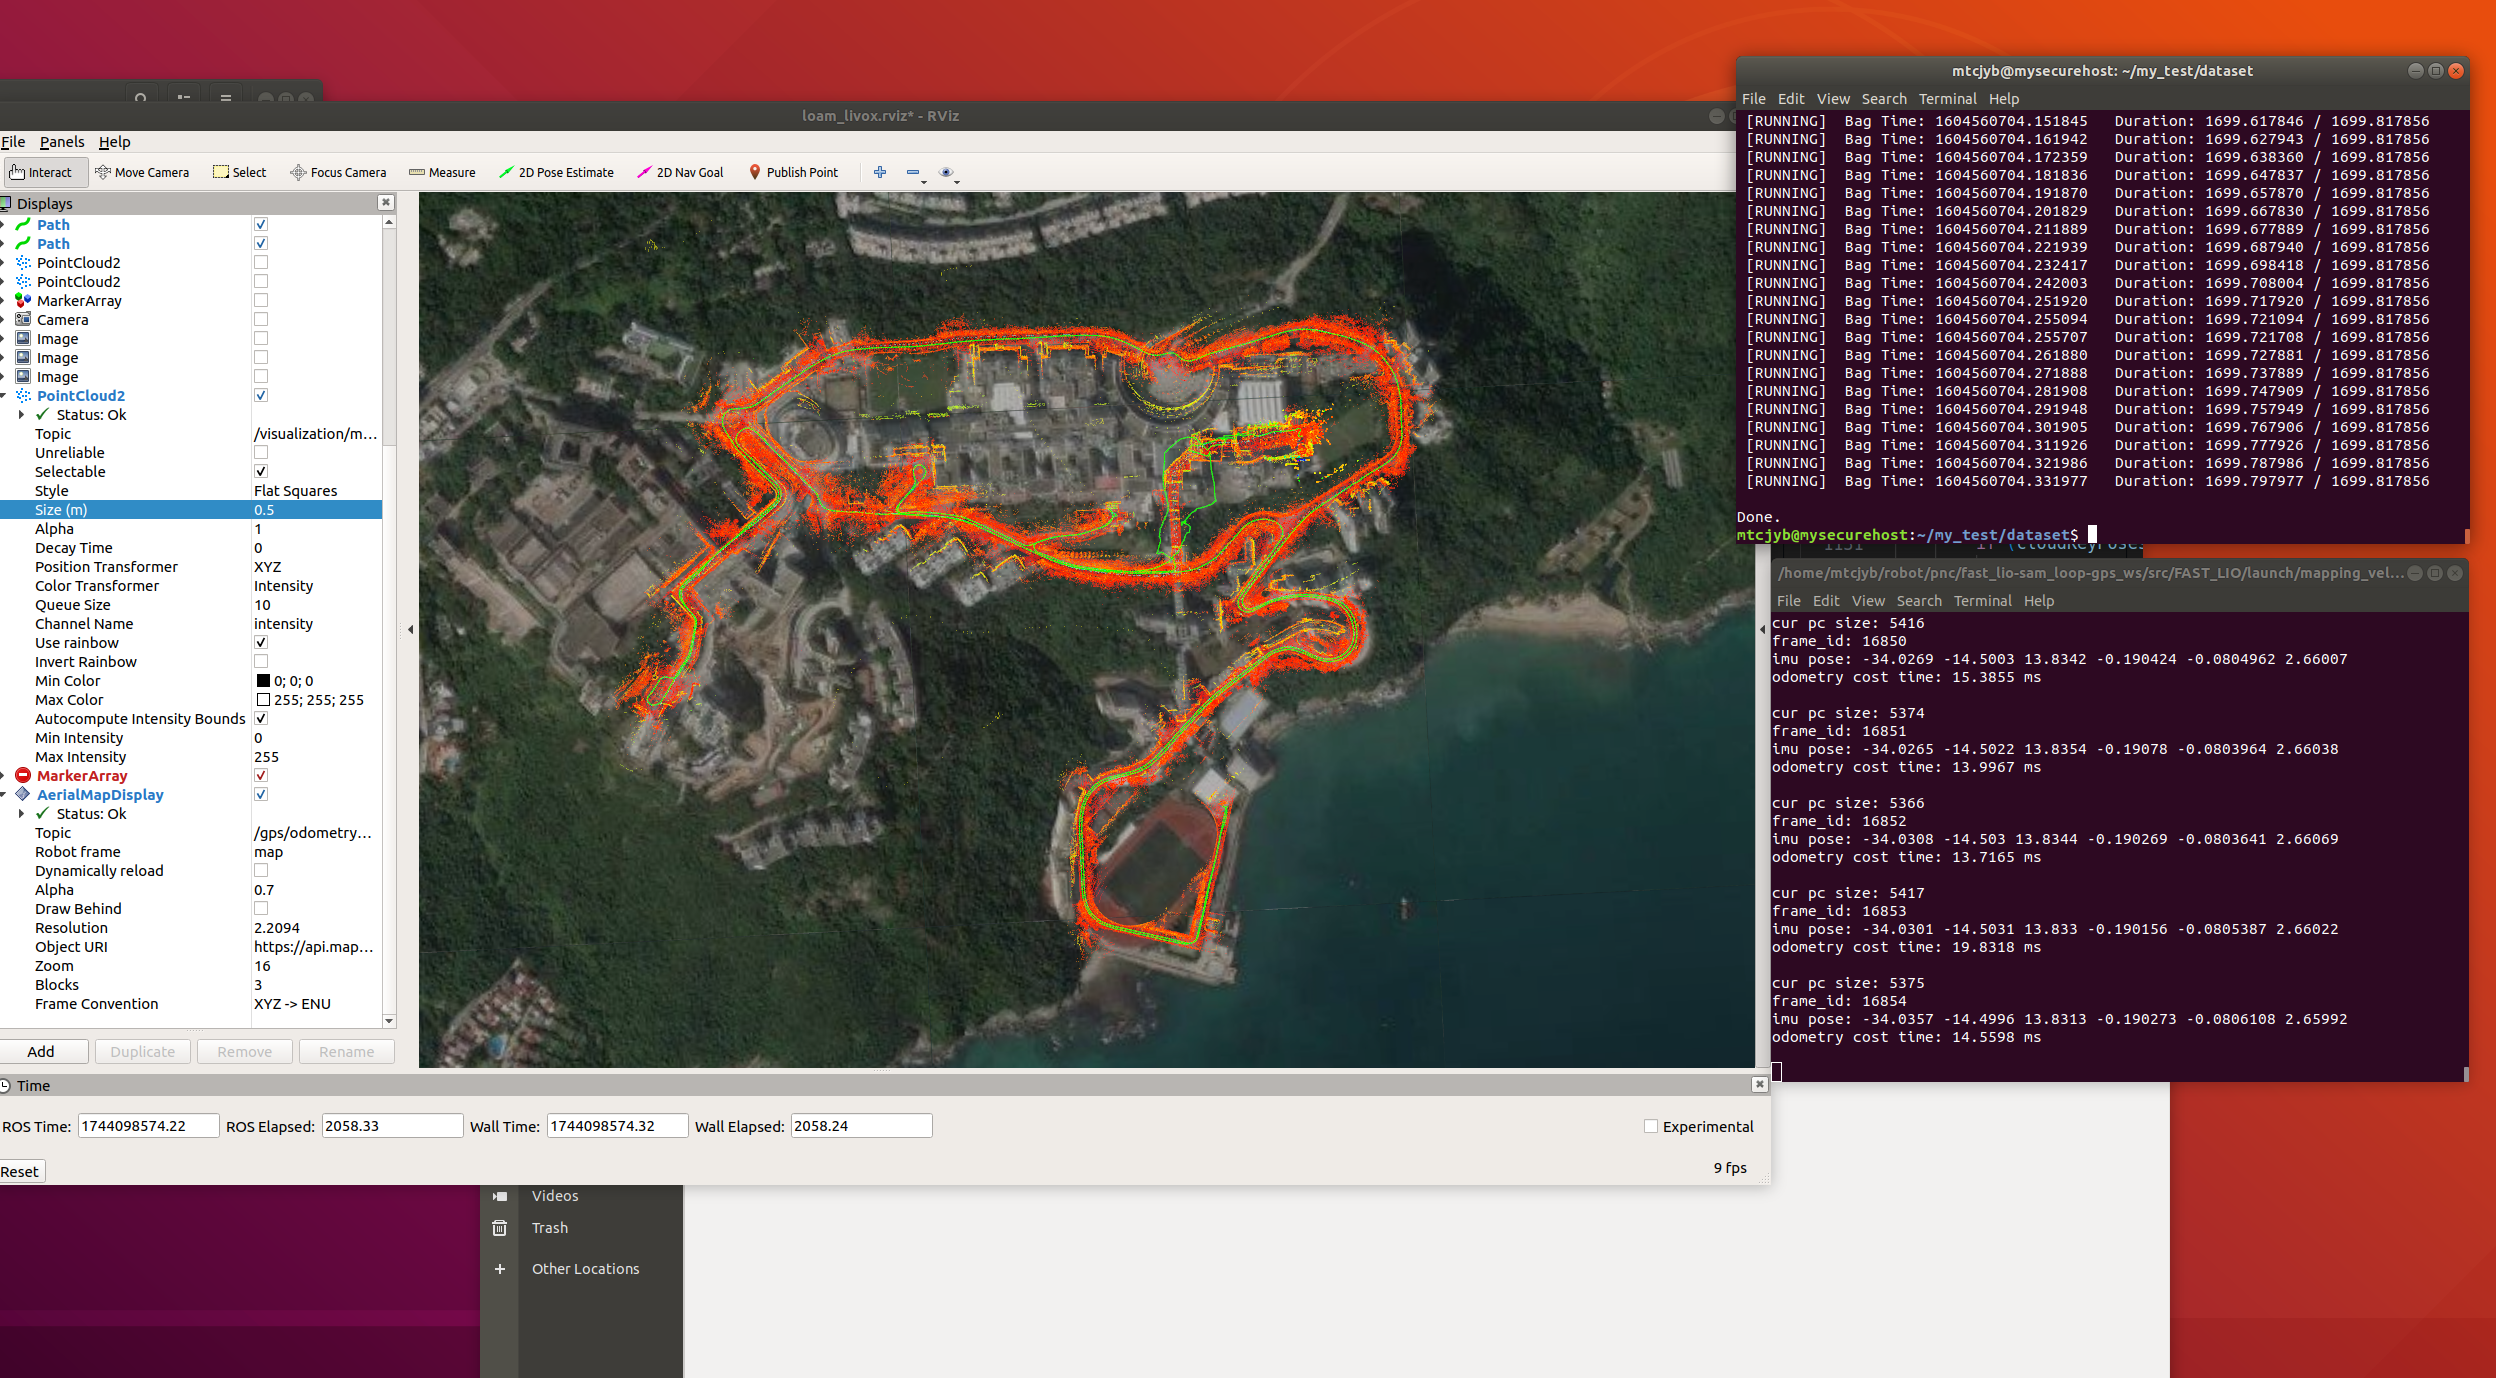 loam_livox.rviz* - RViz
File Panels Help
Interact Move Camera Select Focus Camera Measure 2D Pose Estimate 2D Nav Goal Publish Point
Displays
Path
Path
PointCloud2
PointCloud2
MarkerArray
Camera
Image
Image
Image
PointCloud2
Status: Ok
Topic /visualization/m...
Unreliable
Selectable
Style Flat Squares
Size (m) 0.5
Alpha 1
Decay Time 0
Position Transformer XYZ
Color Transformer Intensity
Queue Size 10
Channel Name intensity
Use rainbow
Invert Rainbow
Min Color 0; 0; 0
Max Color 255; 255; 255
Autocompute Intensity Bounds
Min Intensity 0
Max Intensity 255
MarkerArray
AerialMapDisplay
Status: Ok
Topic /gps/odometry...
Robot frame map
Dynamically reload
Alpha 0.7
Draw Behind
Resolution 2.2094
Object URI https://api.map...
Zoom 16
Blocks 3
Frame Convention XYZ -> ENU
Add Duplicate Remove Rename
Time
ROS Time: 1744098574.22 ROS Elapsed: 2058.33 Wall Time: 1744098574.32 Wall Elapsed: 2058.24 Experimental
Reset 9 fps
Videos
Trash
Other Locations
mtcjyb@mysecurehost: ~/my_test/dataset
File Edit View Search Terminal Help
[RUNNING] Bag Time: 1604560704.151845 Duration: 1699.617846 / 1699.817856
[RUNNING] Bag Time: 1604560704.161942 Duration: 1699.627943 / 1699.817856
[RUNNING] Bag Time: 1604560704.172359 Duration: 1699.638360 / 1699.817856
[RUNNING] Bag Time: 1604560704.181836 Duration: 1699.647837 / 1699.817856
[RUNNING] Bag Time: 1604560704.191870 Duration: 1699.657870 / 1699.817856
[RUNNING] Bag Time: 1604560704.201829 Duration: 1699.667830 / 1699.817856
[RUNNING] Bag Time: 1604560704.211889 Duration: 1699.677889 / 1699.817856
[RUNNING] Bag Time: 1604560704.221939 Duration: 1699.687940 / 1699.817856
[RUNNING] Bag Time: 1604560704.232417 Duration: 1699.698418 / 1699.817856
[RUNNING] Bag Time: 1604560704.242003 Duration: 1699.708004 / 1699.817856
[RUNNING] Bag Time: 1604560704.251920 Duration: 1699.717920 / 1699.817856
[RUNNING] Bag Time: 1604560704.255094 Duration: 1699.721094 / 1699.817856
[RUNNING] Bag Time: 1604560704.255707 Duration: 1699.721708 / 1699.817856
[RUNNING] Bag Time: 1604560704.261880 Duration: 1699.727881 / 1699.817856
[RUNNING] Bag Time: 1604560704.271888 Duration: 1699.737889 / 1699.817856
[RUNNING] Bag Time: 1604560704.281908 Duration: 1699.747909 / 1699.817856
[RUNNING] Bag Time: 1604560704.291948 Duration: 1699.757949 / 1699.817856
[RUNNING] Bag Time: 1604560704.301905 Duration: 1699.767906 / 1699.817856
[RUNNING] Bag Time: 1604560704.311926 Duration: 1699.777926 / 1699.817856
[RUNNING] Bag Time: 1604560704.321986 Duration: 1699.787986 / 1699.817856
[RUNNING] Bag Time: 1604560704.331977 Duration: 1699.797977 / 1699.817856
Done.
mtcjyb@mysecurehost:~/my_test/dataset$
/home/mtcjyb/robot/pnc/fast_lio-sam_loop-gps_ws/src/FAST_LIO/launch/mapping_vel...
File Edit View Search Terminal Help
cur pc size: 5416
frame_id: 16850
imu pose: -34.0269 -14.5003 13.8342 -0.190424 -0.0804962 2.66007
odometry cost time: 15.3855 ms
cur pc size: 5374
frame_id: 16851
imu pose: -34.0265 -14.5022 13.8354 -0.19078 -0.0803964 2.66038
odometry cost time: 13.9967 ms
cur pc size: 5366
frame_id: 16852
imu pose: -34.0308 -14.503 13.8344 -0.190269 -0.0803641 2.66069
odometry cost time: 13.7165 ms
cur pc size: 5417
frame_id: 16853
imu pose: -34.0301 -14.5031 13.833 -0.190156 -0.0805387 2.66022
odometry cost time: 19.8318 ms
cur pc size: 5375
frame_id: 16854
imu pose: -34.0357 -14.4996 13.8313 -0.190273 -0.0806108 2.65992
odometry cost time: 14.5598 ms